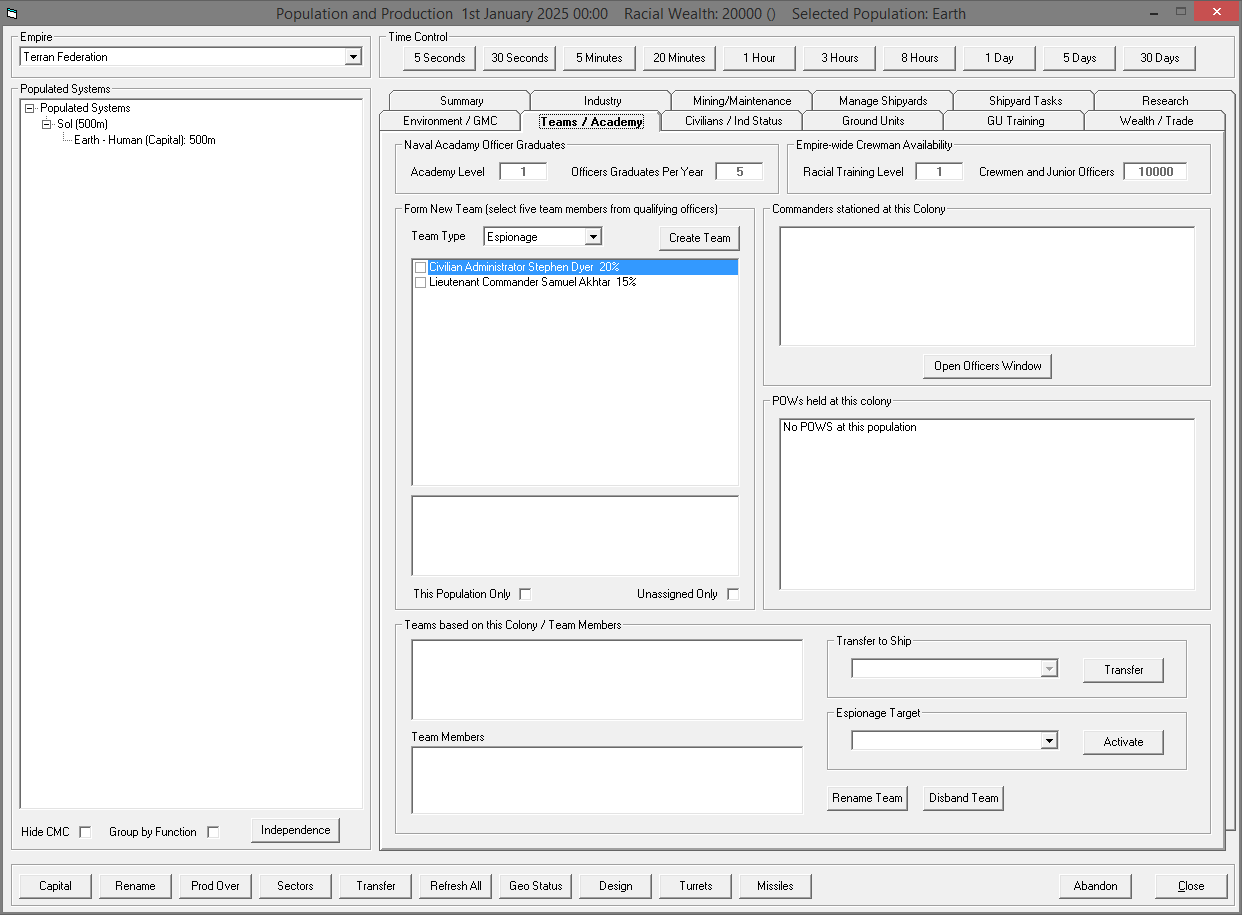 Population and Production 1st January 2025 00:00 Racial Wealth: 20000 () Selected Population: Earth
Empire
Terran Federation
Time Control
5 Seconds 30 Seconds 5 Minutes 20 Minutes 1 Hour 3 Hours 8 Hours 1 Day 5 Days 30 Days
Populated Systems
Populated Systems
Sol (500m)
Earth - Human (Capital): 500m
Summary Industry Mining/Maintenance Manage Shipyards Shipyard Tasks Research
Environment / GMC Teams / Academy Civilians / Ind Status Ground Units GU Training Wealth / Trade
Naval Acadamy Officer Graduates
Academy Level 1 Officers Graduates Per Year 5
Empire-wide Crewman Availability
Racial Training Level 1 Crewmen and Junior Officers 10000
Form New Team (select five team members from qualifying officers)
Team Type Espionage Create Team
Civilian Administrator Stephen Dyer 20%
Lieutenant Commander Samuel Akhtar 15%
This Population Only Unassigned Only
Commanders stationed at this Colony
Open Officers Window
POWs held at this colony
No POWS at this population
Teams based on this Colony / Team Members
Team Members
Transfer to Ship
Transfer
Espionage Target
Activate
Rename Team Disband Team
Hide CMC Group by Function Independence
Capital Rename Prod Over Sectors Transfer Refresh All Geo Status Design Turrets Missiles Abandon Close